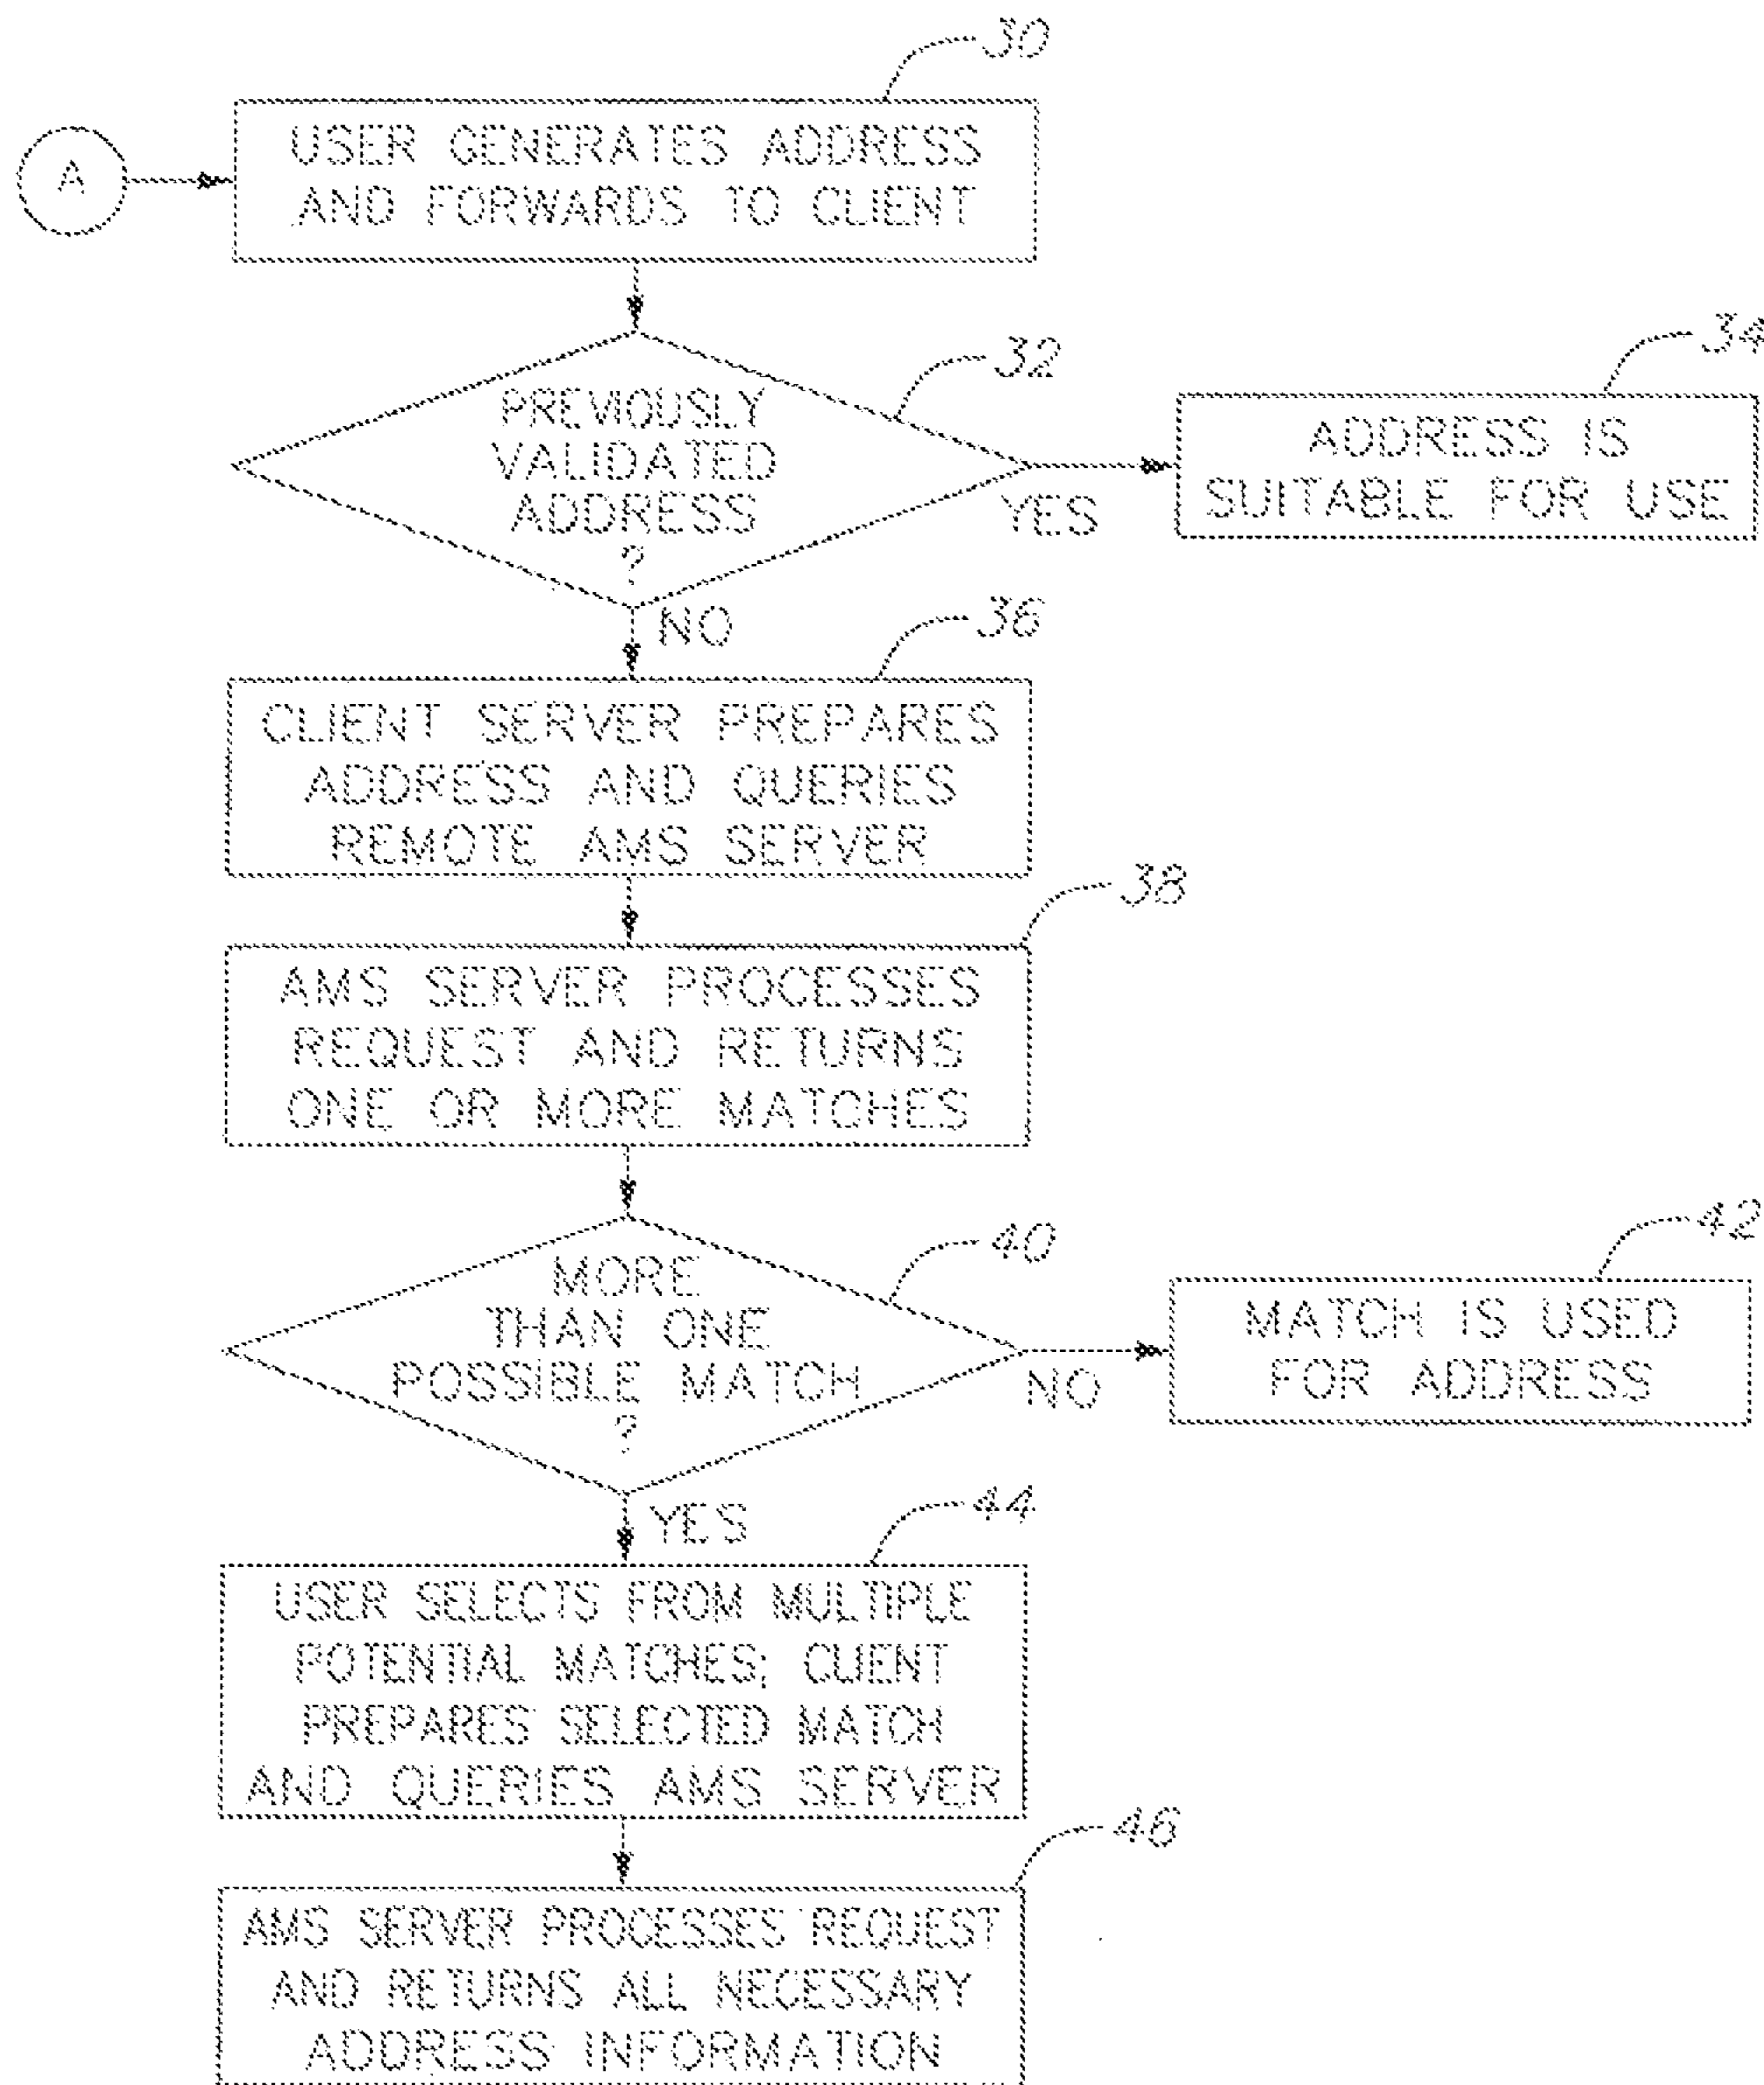 30
A
USER GENERATES ADDRESS
AND FORWARDS TO CLIENT
32
PREVIOUSLY
VALIDATED
ADDRESS
?
YES
34
ADDRESS IS
SUITABLE FOR USE
NO
36
CLIENT SERVER PREPARES
ADDRESS AND QUERIES
REMOTE AMS SERVER
38
AMS SERVER PROCESSES
REQUEST AND RETURNS
ONE OR MORE MATCHES
40
MORE
THAN ONE
POSSIBLE MATCH
?
NO
42
MATCH IS USED
FOR ADDRESS
YES
44
USER SELECTS FROM MULTIPLE
POTENTIAL MATCHES; CLIENT
PREPARES SELECTED MATCH
AND QUERIES AMS SERVER
46
AMS SERVER PROCESSES REQUEST
AND RETURNS ALL NECESSARY
ADDRESS INFORMATION